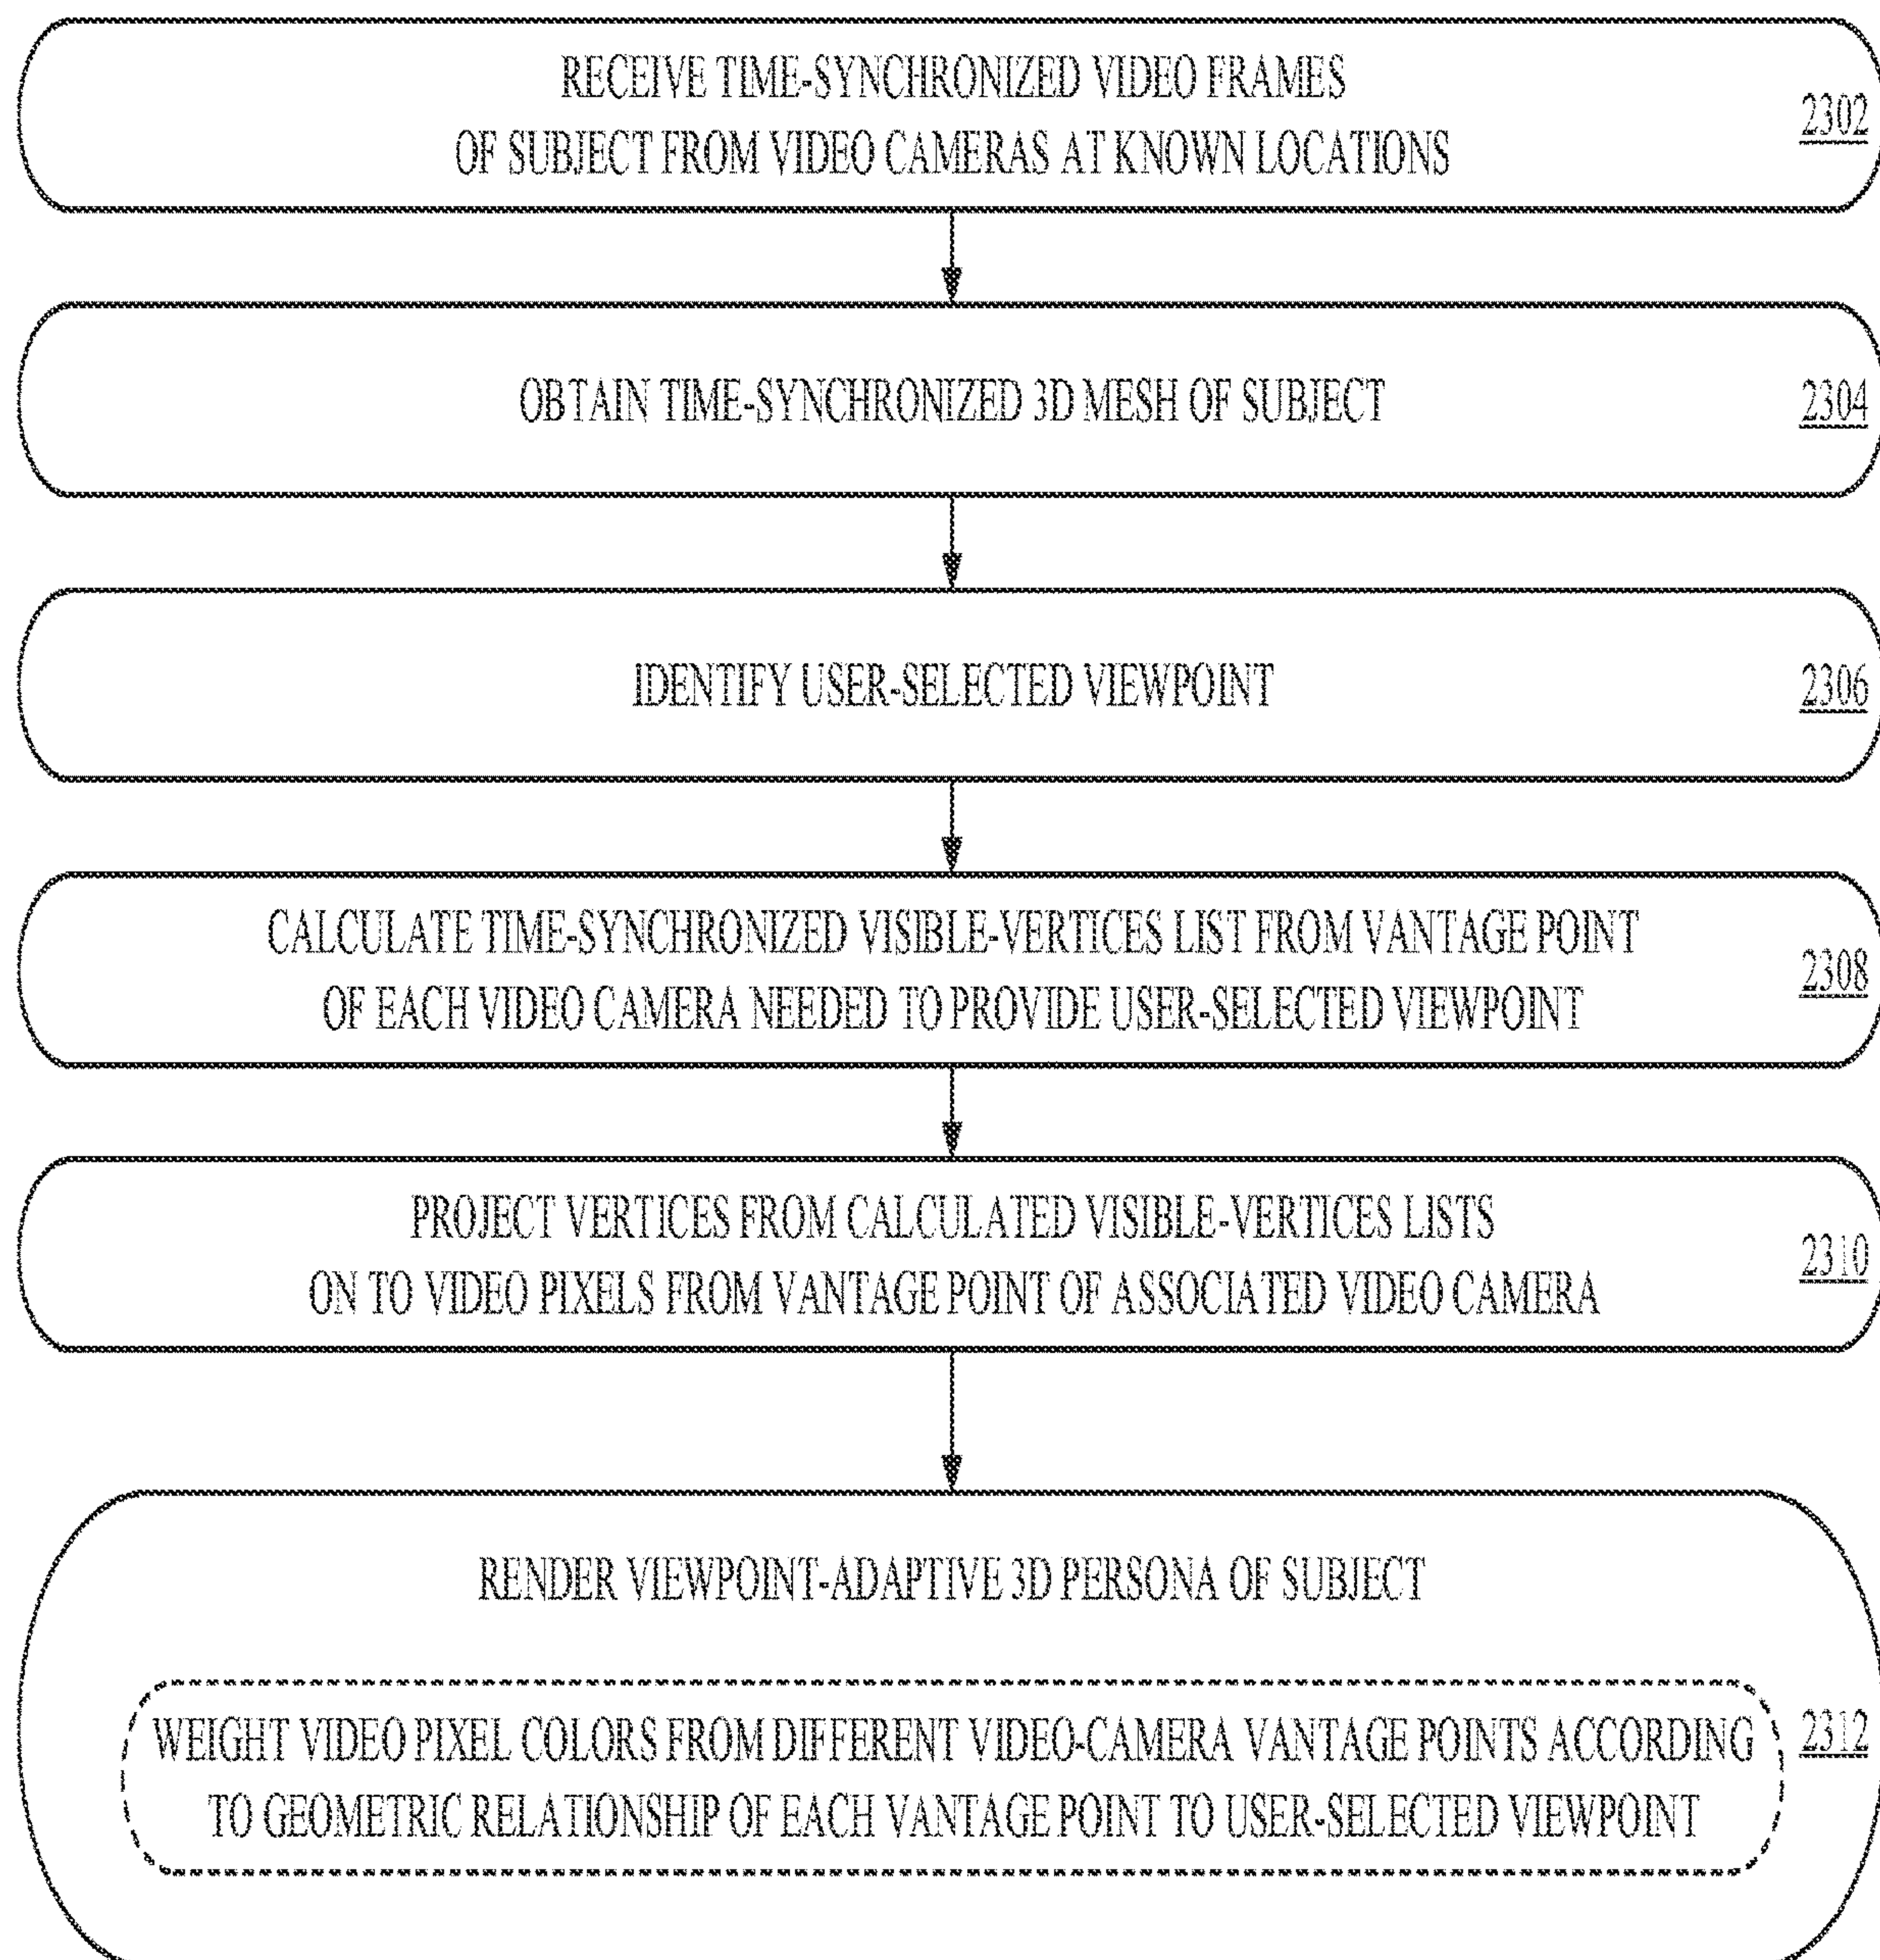 RECEIVE TIME-SYNCHRONIZED VIDEO FRAMES
OF SUBJECT FROM VIDEO CAMERAS AT KNOWN LOCATIONS
2302
OBTAIN TIME-SYNCHRONIZED 3D MESH OF SUBJECT
2304
IDENTIFY USER-SELECTED VIEWPOINT
2306
CALCULATE TIME-SYNCHRONIZED VISIBLE-VERTICES LIST FROM VANTAGE POINT
OF EACH VIDEO CAMERA NEEDED TO PROVIDE USER-SELECTED VIEWPOINT
2308
PROJECT VERTICES FROM CALCULATED VISIBLE-VERTICES LISTS
ON TO VIDEO PIXELS FROM VANTAGE POINT OF ASSOCIATED VIDEO CAMERA
2310
RENDER VIEWPOINT-ADAPTIVE 3D PERSONA OF SUBJECT
WEIGHT VIDEO PIXEL COLORS FROM DIFFERENT VIDEO-CAMERA VANTAGE POINTS ACCORDING
TO GEOMETRIC RELATIONSHIP OF EACH VANTAGE POINT TO USER-SELECTED VIEWPOINT
2312